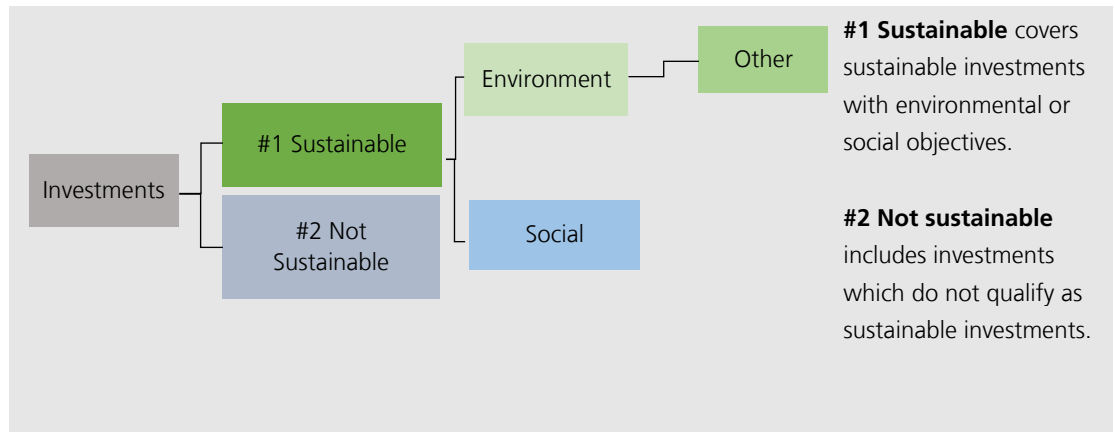 Investments
#1 Sustainable
#2 Not
Sustainable
Environment
Social
Other
#1 Sustainable covers
sustainable investments
with environmental or
social objectives.
#2 Not sustainable
includes investments
which do not qualify as
sustainable investments.